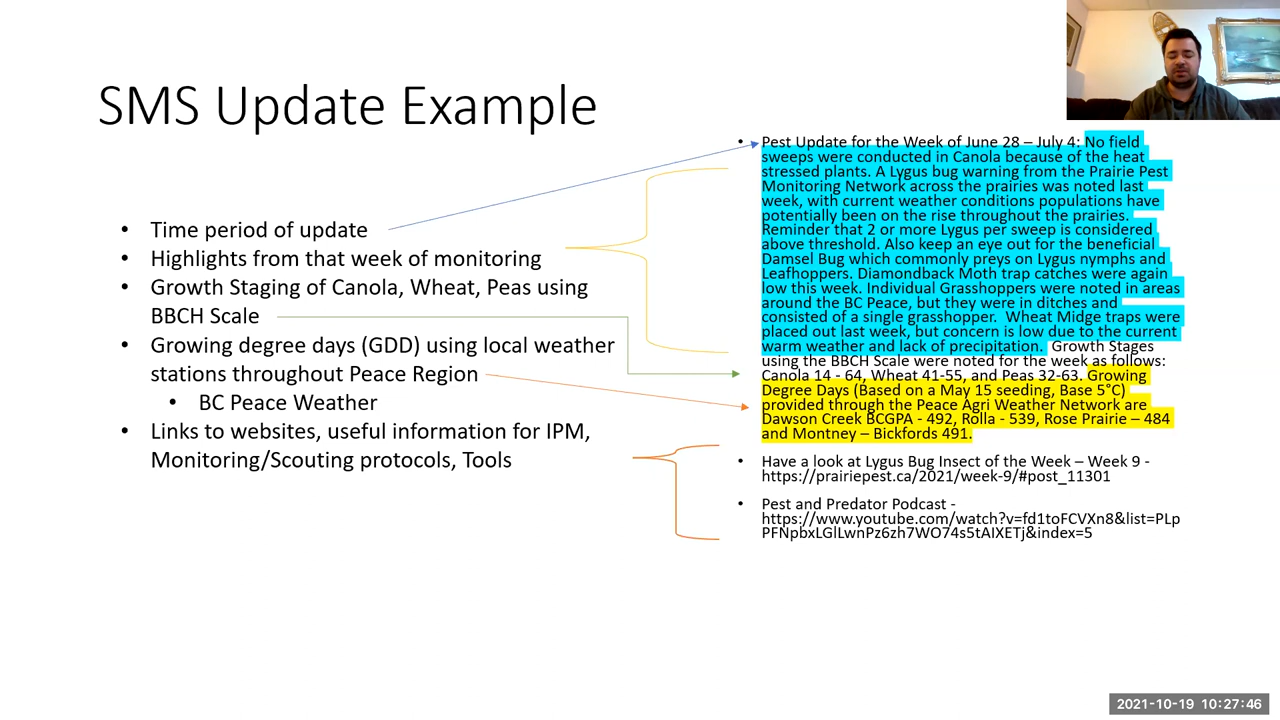 SMS Update Example
• Time period of update
• Highlights from that week of monitoring
• Growth Staging of Canola, Wheat, Peas using
BBCH Scale
• Growing degree days (GDD) using local weather
stations throughout Peace Region
• BC Peace Weather
• Links to websites, useful information for IPM,
Monitoring/Scouting protocols, Tools
• Pest Update for the Week of June 28 – July 4: No field
sweeps were conducted in Canola because of the heat
stressed plants. A Lygus bug warning from the Prairie Pest
Monitoring Network across the prairies was noted last
week, with current weather conditions populations have
potentially been on the rise throughout the prairies.
Reminder that 2 or more Lygus per sweep is considered
above threshold. Also keep an eye out for the beneficial
Damsel Bug which commonly preys on Lygus nymphs and
Leafhoppers. Diamondback Moth trap catches were again
low this week. Individual Grasshoppers were noted in areas
around the BC Peace, but they were in ditches and
consisted of a single grasshopper. Wheat Midge traps were
placed out last week, but concern is low due to the current
warm weather and lack of precipitation. Growth Stages
using the BBCH Scale were noted for the week as follows:
Canola 14 - 64, Wheat 41-55, and Peas 32-63. Growing
Degree Days (Based on a May 15 seeding, Base 5°C)
provided through the Peace Agri Weather Network are
Dawson Creek BCGPA - 492, Rolla - 539, Rose Prairie – 484
and Montney – Bickfords 491.
• Have a look at Lygus Bug Insect of the Week – Week 9 -
https://prairiepest.ca/2021/week-9/#post_11301
• Pest and Predator Podcast -
https://www.youtube.com/watch?v=fd1toFCVXn8&list=PLp
PFNpbxLGlLwnPz6zh7WO74s5tAIXETj&index=5
2021-10-19 10:27:46